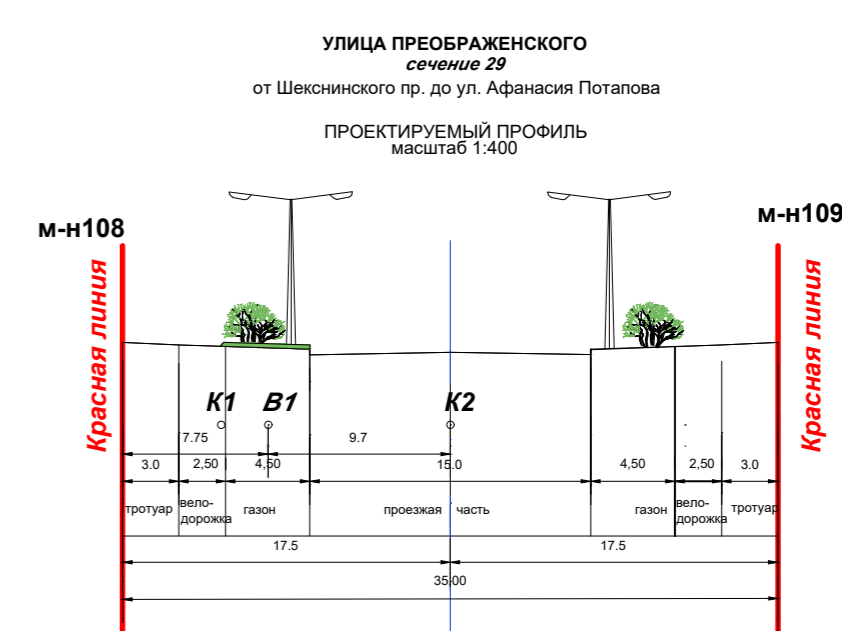 УЛИЦА ПРЕОБРАЖЕНСКОГО
сечение 29
от Шекснинского пр. до ул. Афанасия Потапова
ПРОЕКТИРУЕМЫЙ ПРОФИЛЬ
масштаб 1:400
м-н108
м-н109
Красная линия
Красная линия
К1 В1 К2
7.75 9.7
3.0 2,50 4,50 15.0 4,50 2,50 3.0
тротуар вело-дорожка газон проезжая часть газон вело-дорожка тротуар
17.5 17.5
35,00